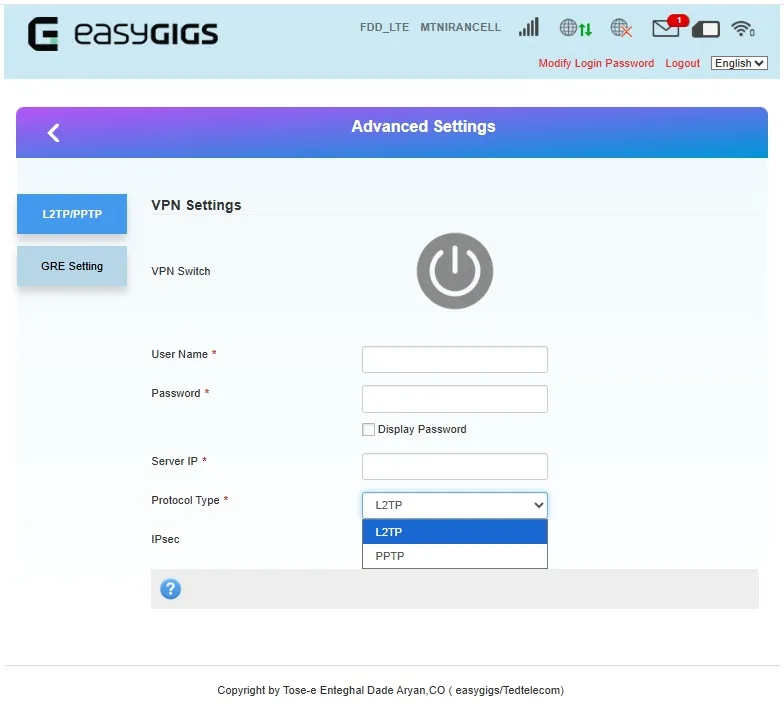 easyGIGS
FDD_LTE MTNIRANCELL
1
Modify Login Password Logout English
Advanced Settings
L2TP/PPTP
GRE Setting
VPN Settings
VPN Switch
User Name *
Password *
Display Password
Server IP *
Protocol Type * L2TP
L2TP
PPTP
IPsec
?
Copyright by Tose-e Enteghal Dade Aryan,CO ( easygigs/Tedtelecom)